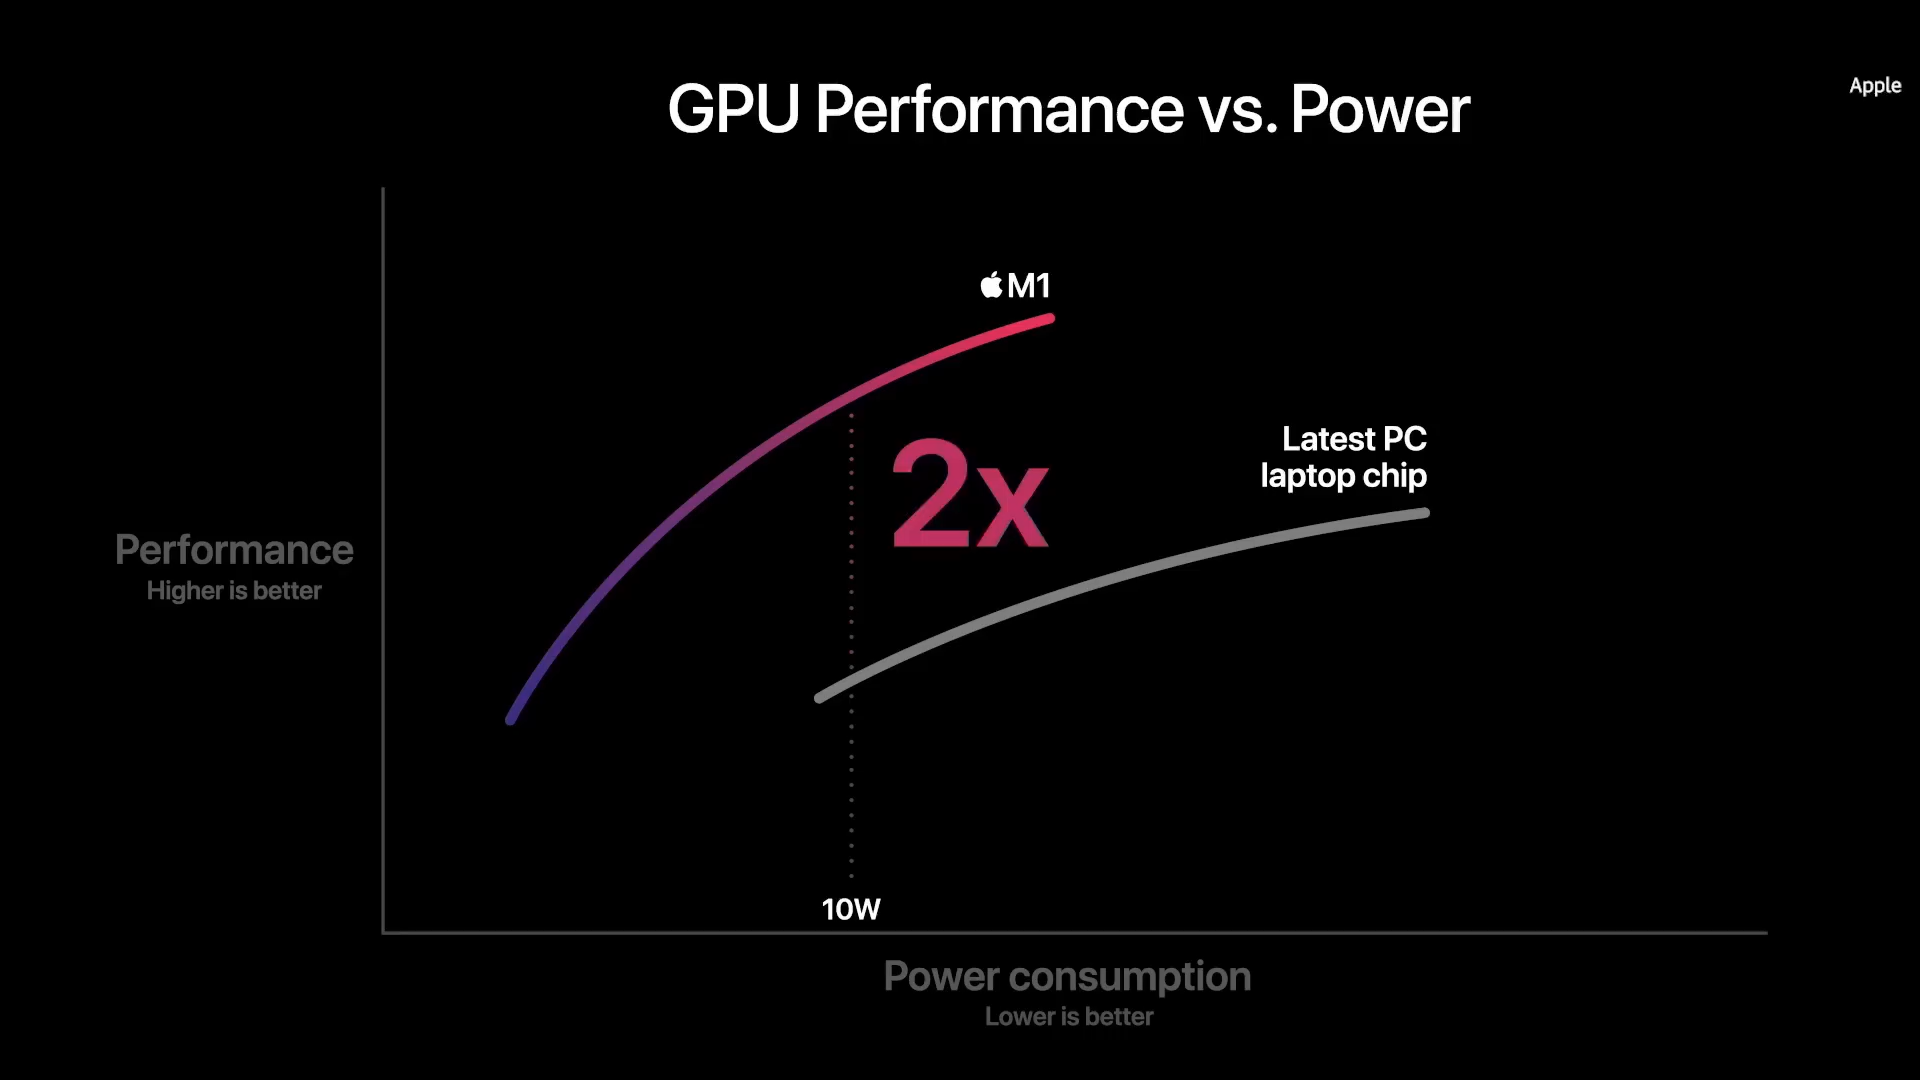 GPU Performance vs. Power
Apple
M1
Latest PC
laptop chip
2x
Performance
Higher is better
10W
Power consumption
Lower is better